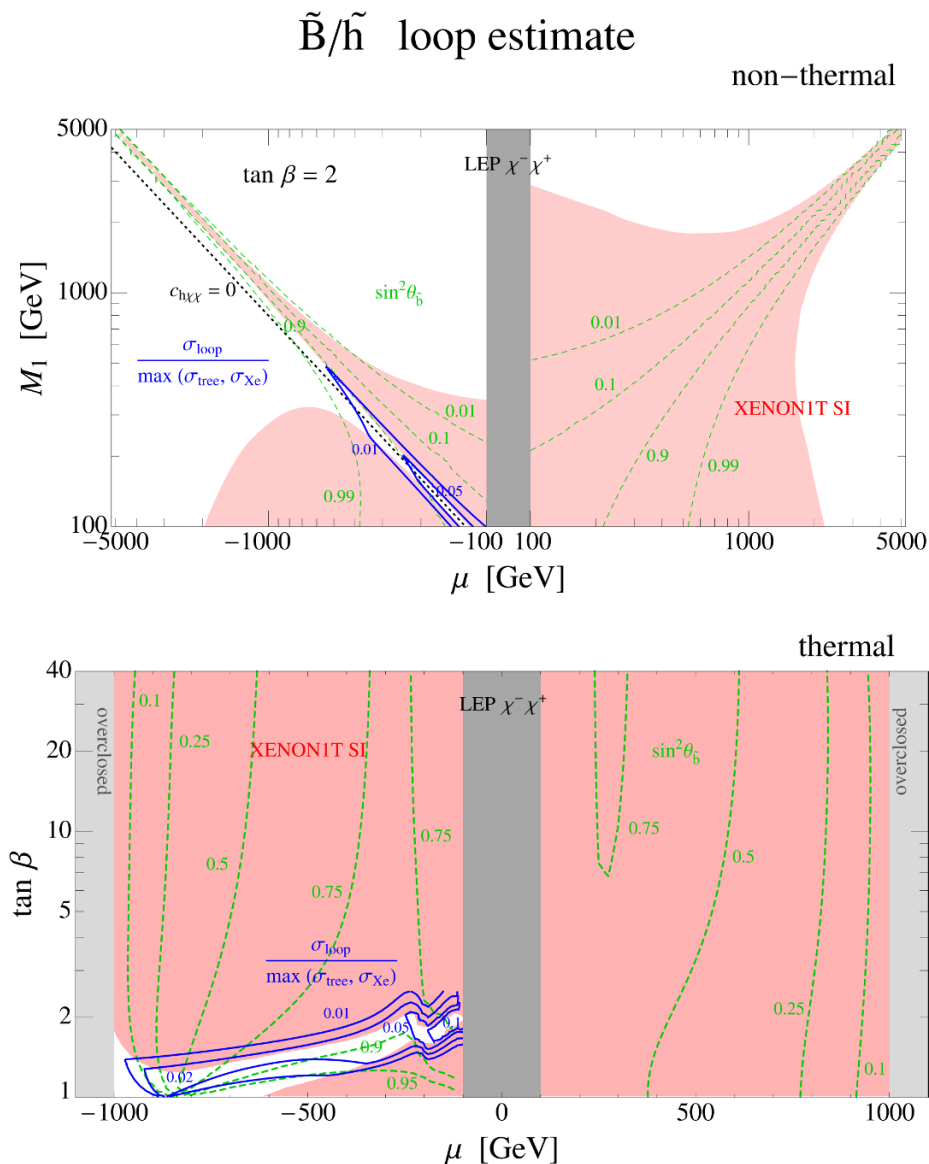 B̃/h̃ loop estimate
non−thermal
5000
1000
100
M₁ [GeV]
tan β = 2
LEP χ⁻ χ⁺
c_hχχ = 0
sin²θ_b̃
0.9
σ_loop
max (σ_tree, σ_Xe)
0.01
0.01
0.1
0.1
0.01
XENON1T SI
0.05
0.99
0.9
0.99
−5000
−1000
−100
100
1000
5000
μ [GeV]
thermal
40
20
10
5
2
1
tan β
overclosed
LEP χ⁻ χ⁺
overclosed
0.1
0.25
XENON1T SI
sin²θ_b̃
0.75
0.75
0.5
0.5
0.75
σ_loop
max (σ_tree, σ_Xe)
0.01
0.25
0.05
0.1
0.9
0.02
0.95
0.1
−1000
−500
0
500
1000
μ [GeV]